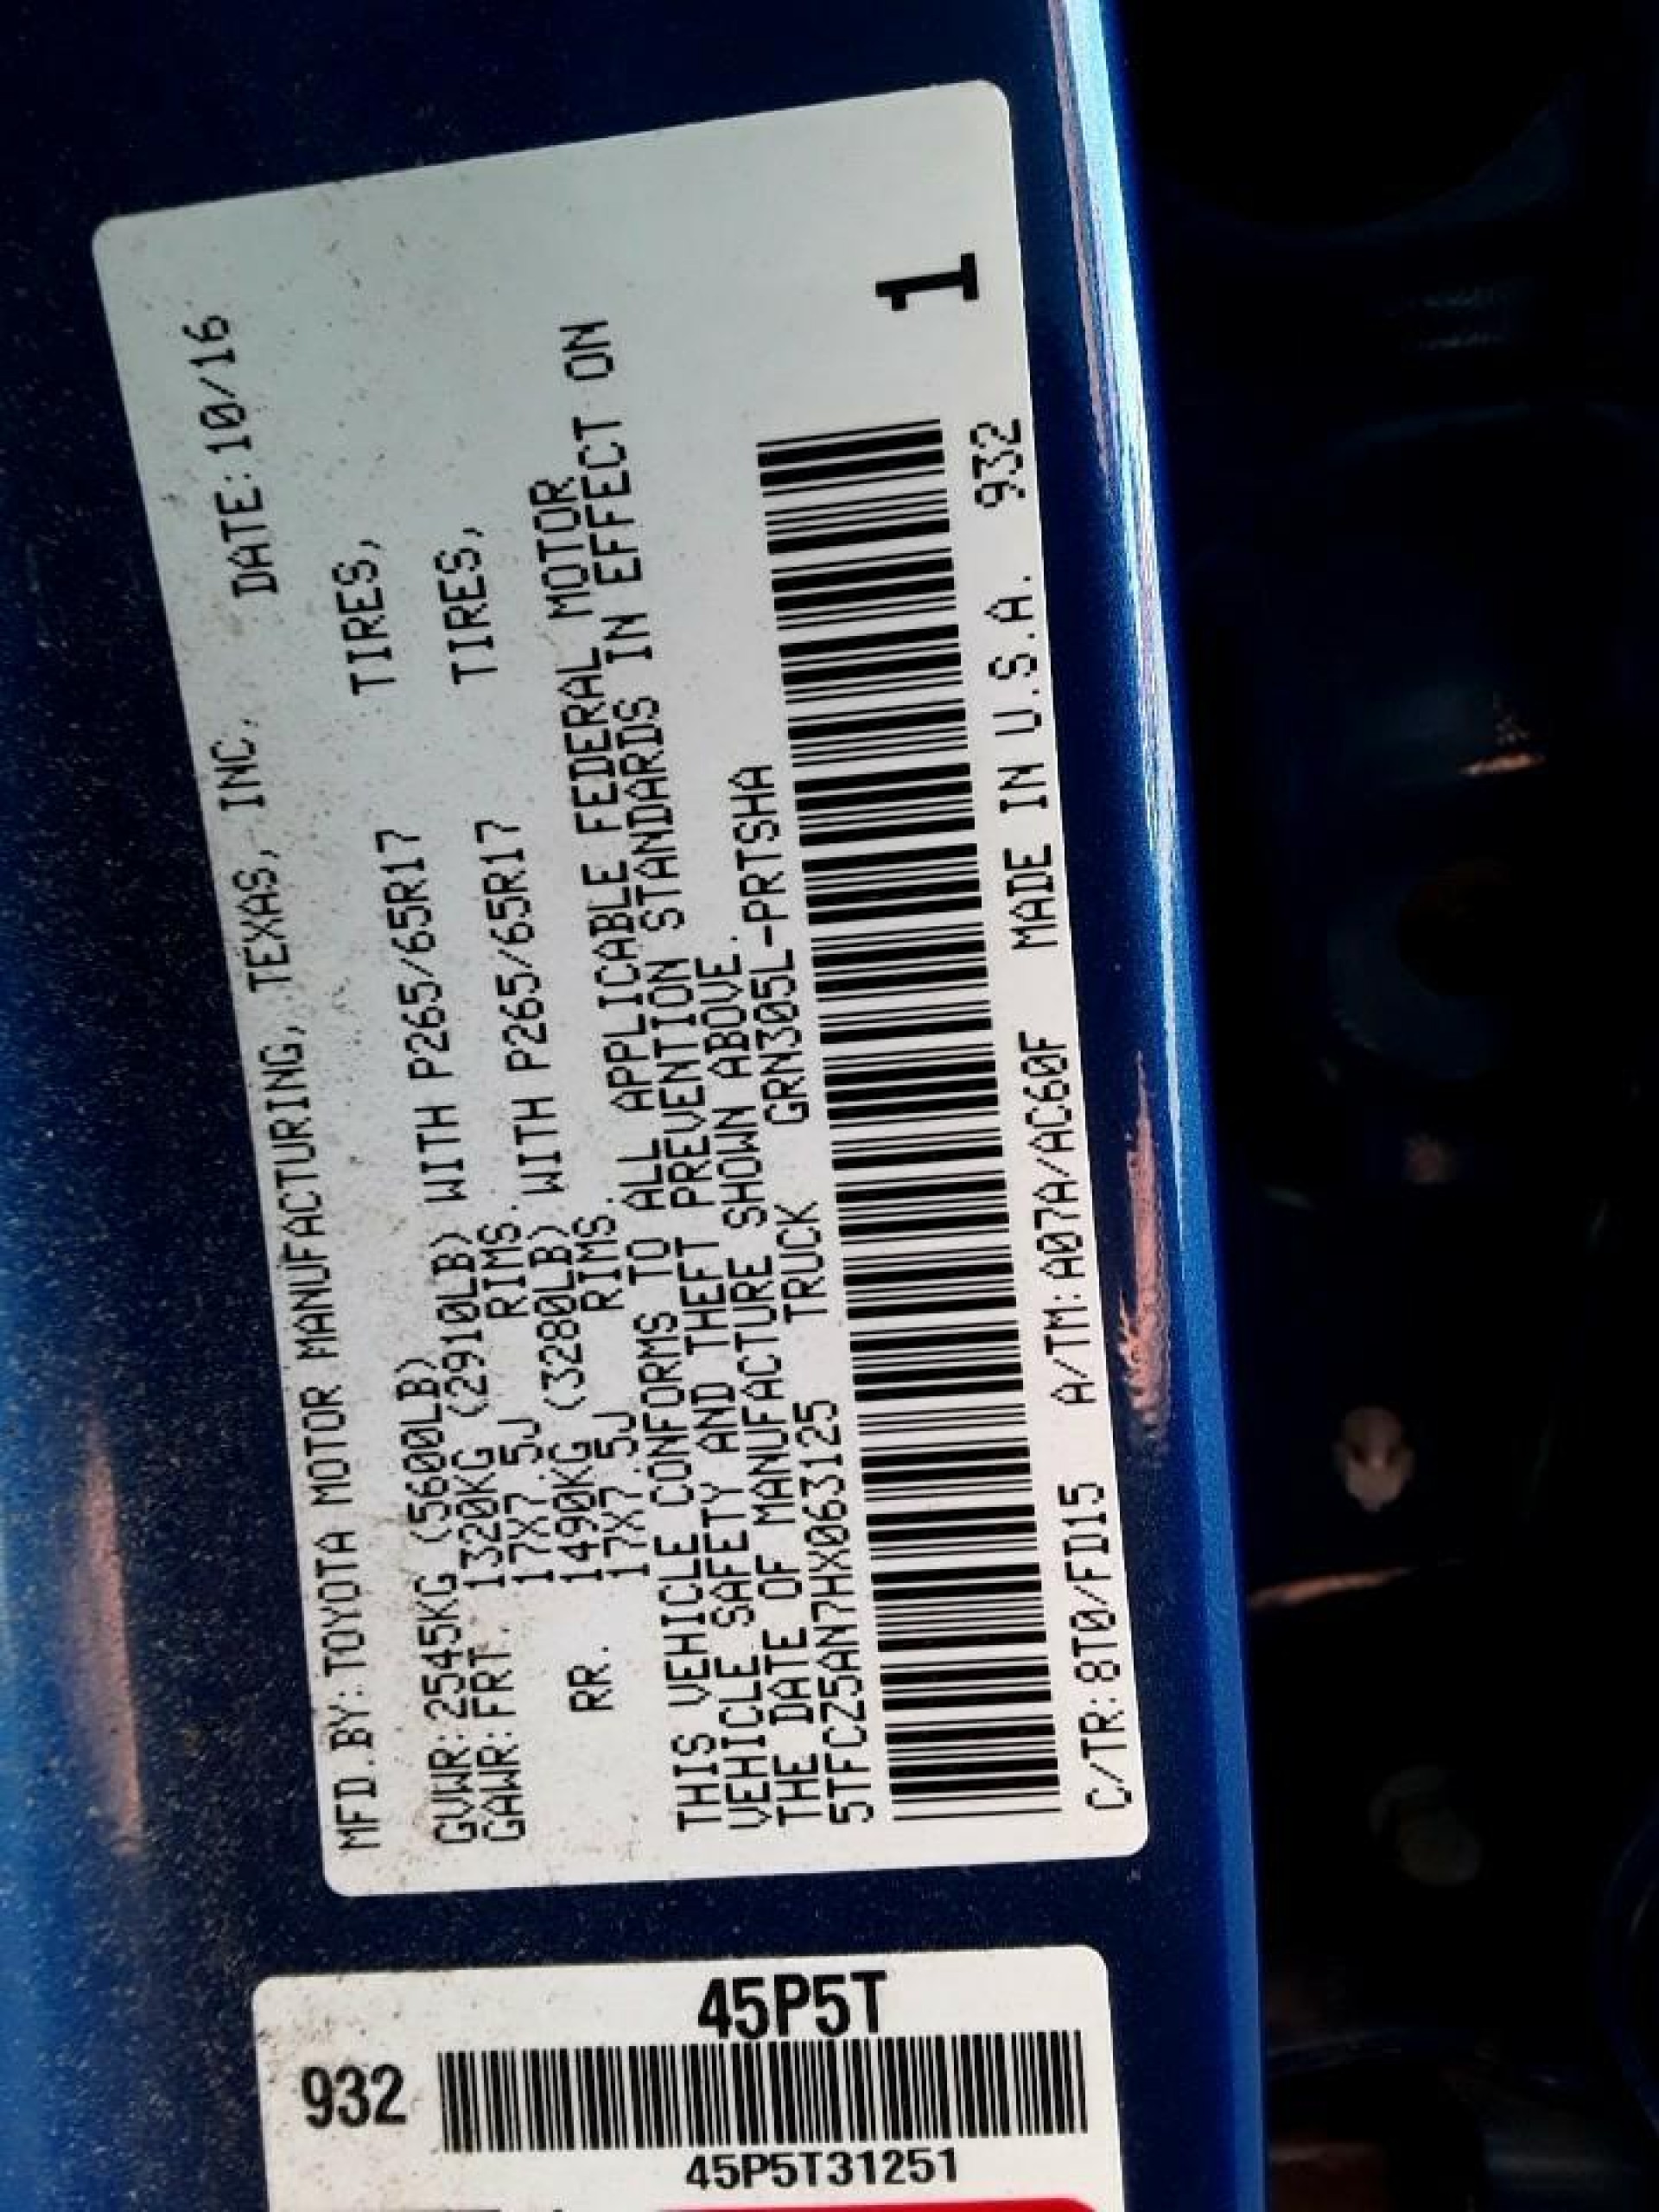 MFD.BY: TOYOTA MOTOR MANUFACTURING, TEXAS, INC. DATE: 10/16
GVWR: 2545KG (5600LB)
GAWR: FRT. 1320KG (2910LB) WITH P265/65R17 TIRES,
17X7.5J RIMS.
RR. 1490KG (3280LB) WITH P265/65R17 TIRES,
17X7.5J RIMS.
THIS VEHICLE CONFORMS TO ALL APPLICABLE FEDERAL MOTOR
VEHICLE SAFETY AND THEFT PREVENTION STANDARDS IN EFFECT ON
THE DATE OF MANUFACTURE SHOWN ABOVE.
5TFCZ5AN7HX063125 TRUCK GRN305L-PRTSHA
1
C/TR: 8T0/FD15 A/TM: A07A/AC60F MADE IN U.S.A. 932
932
45P5T
45P5T31251